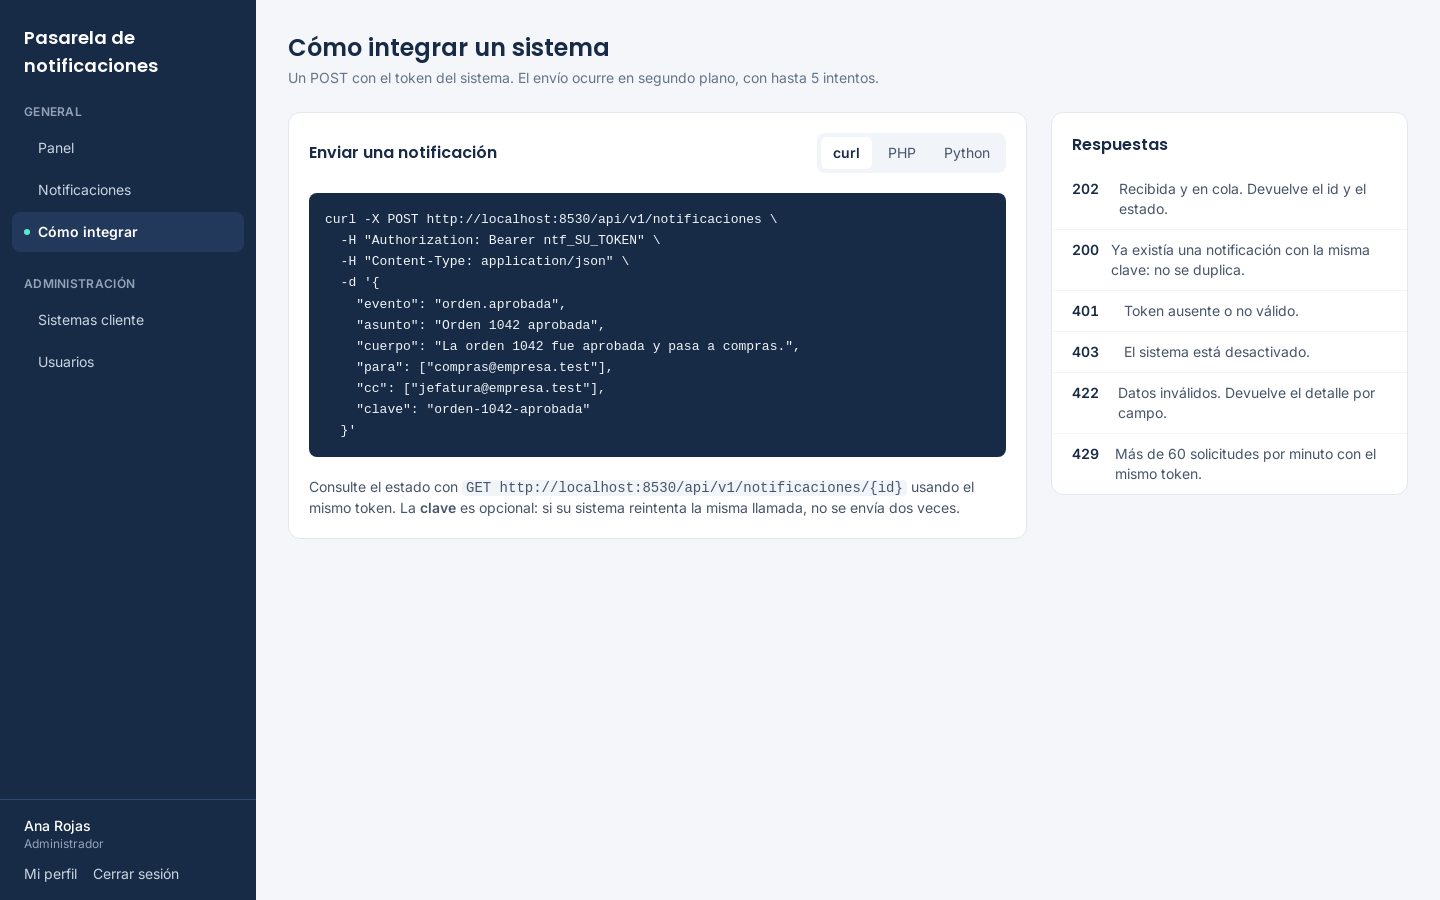 Pasarela de
notificaciones
GENERAL
Panel
Notificaciones
Cómo integrar
ADMINISTRACIÓN
Sistemas cliente
Usuarios
Ana Rojas
Administrador
Mi perfil Cerrar sesión
Cómo integrar un sistema
Un POST con el token del sistema. El envío ocurre en segundo plano, con hasta 5 intentos.
Enviar una notificación
curl PHP Python
curl -X POST http://localhost:8530/api/v1/notificaciones \
  -H "Authorization: Bearer ntf_SU_TOKEN" \
  -H "Content-Type: application/json" \
  -d '{
    "evento": "orden.aprobada",
    "asunto": "Orden 1042 aprobada",
    "cuerpo": "La orden 1042 fue aprobada y pasa a compras.",
    "para": ["compras@empresa.test"],
    "cc": ["jefatura@empresa.test"],
    "clave": "orden-1042-aprobada"
  }'
Consulte el estado con GET http://localhost:8530/api/v1/notificaciones/{id} usando el
mismo token. La clave es opcional: si su sistema reintenta la misma llamada, no se envía dos veces.
Respuestas
202 Recibida y en cola. Devuelve el id y el
estado.
200 Ya existía una notificación con la misma
clave: no se duplica.
401 Token ausente o no válido.
403 El sistema está desactivado.
422 Datos inválidos. Devuelve el detalle por
campo.
429 Más de 60 solicitudes por minuto con el
mismo token.